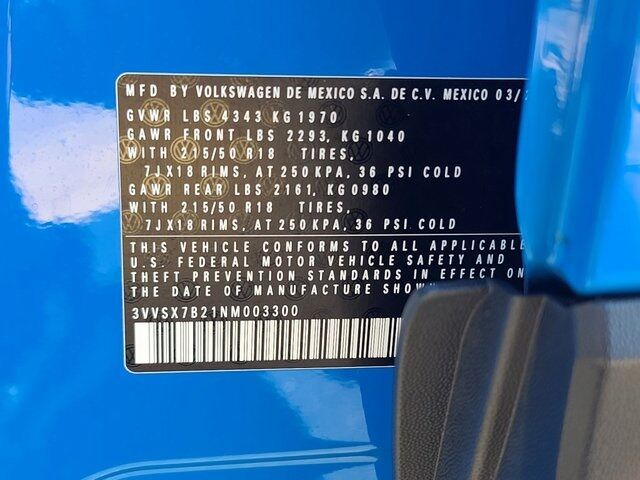 MFD BY VOLKSWAGEN DE MEXICO S.A. DE C.V. MEXICO 03/
GVWR LBS 4343 KG 1970
GAWR FRONT LBS 2293, KG 1040
WITH 215/50 R18 TIRES,
7JX18 RIMS, AT 250 KPA, 36 PSI COLD
GAWR REAR LBS 2161, KG 0980
WITH 215/50 R18 TIRES,
7JX18 RIMS, AT 250 KPA, 36 PSI COLD
THIS VEHICLE CONFORMS TO ALL APPLICABLE
U.S. FEDERAL MOTOR VEHICLE SAFETY AND
THEFT PREVENTION STANDARDS IN EFFECT ON
THE DATE OF MANUFACTURE SHOWN
3VVSX7B21NM003300